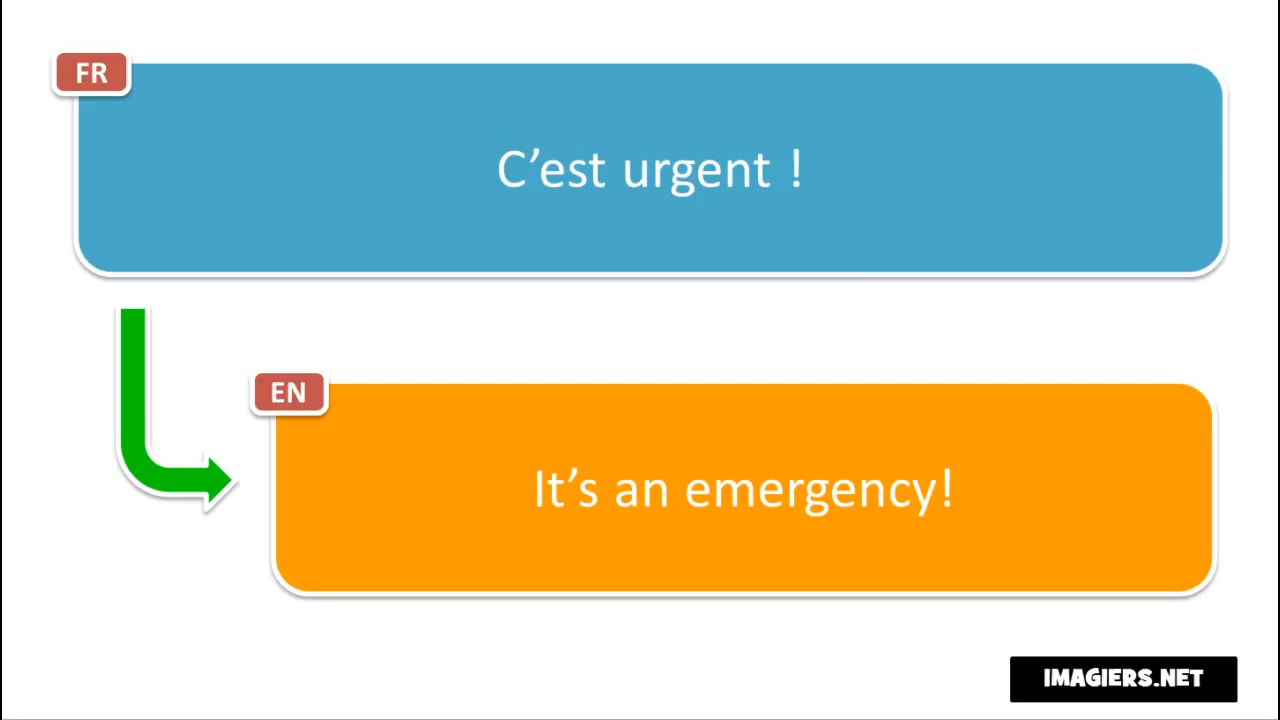 FR
C’est urgent !
EN
It’s an emergency!
IMAGIERS.NET